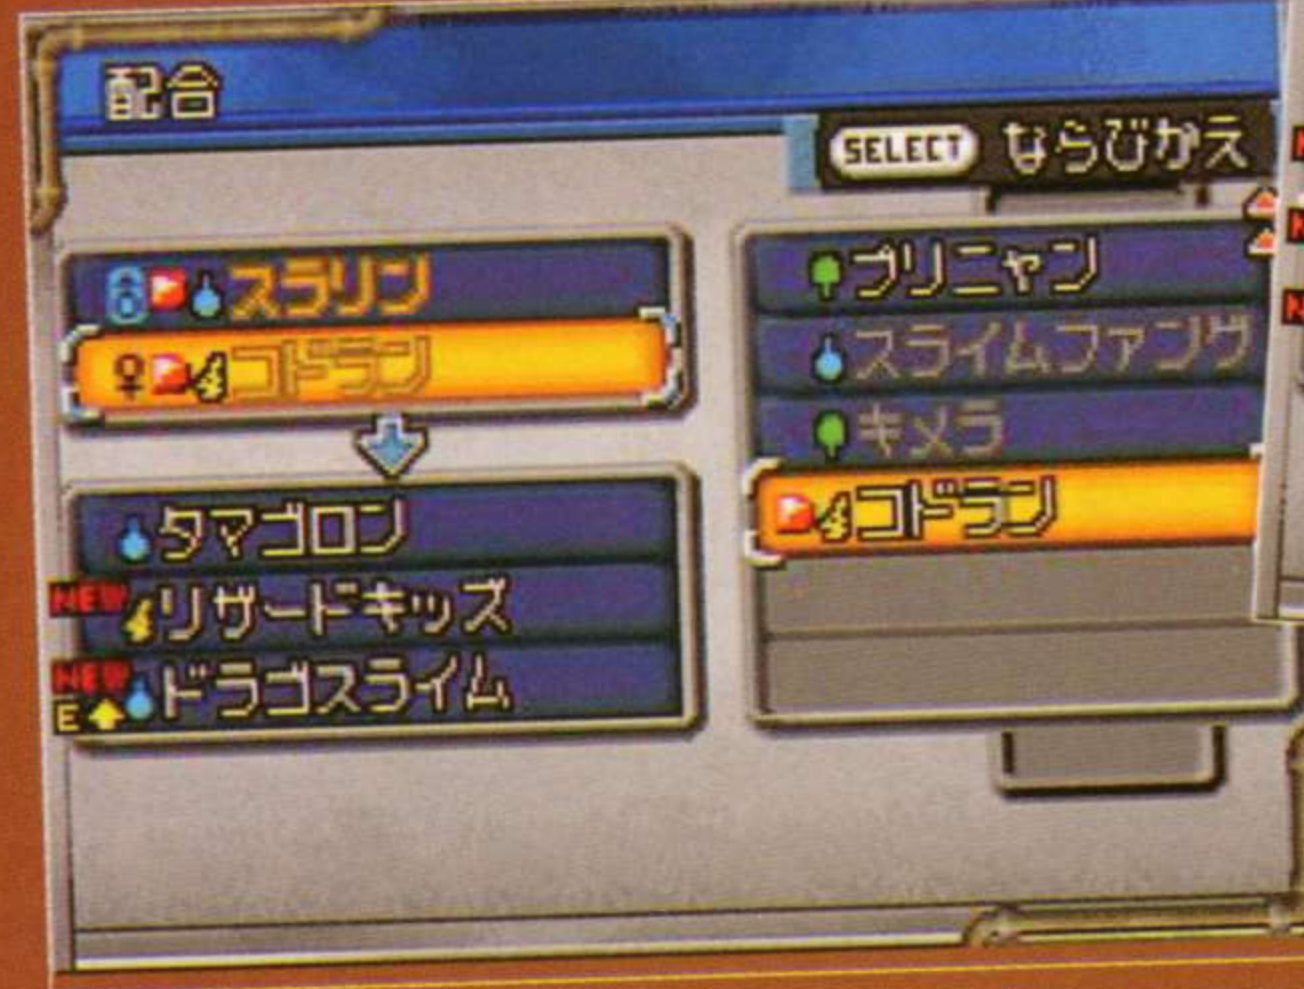 配合
SELECT ならびかえ
スラリン
♀ コドラン
タマゴロン
NEW リザードキッズ
NEW
E ドラゴスライム
プリニャン
スライムファング
キメラ
コドラン